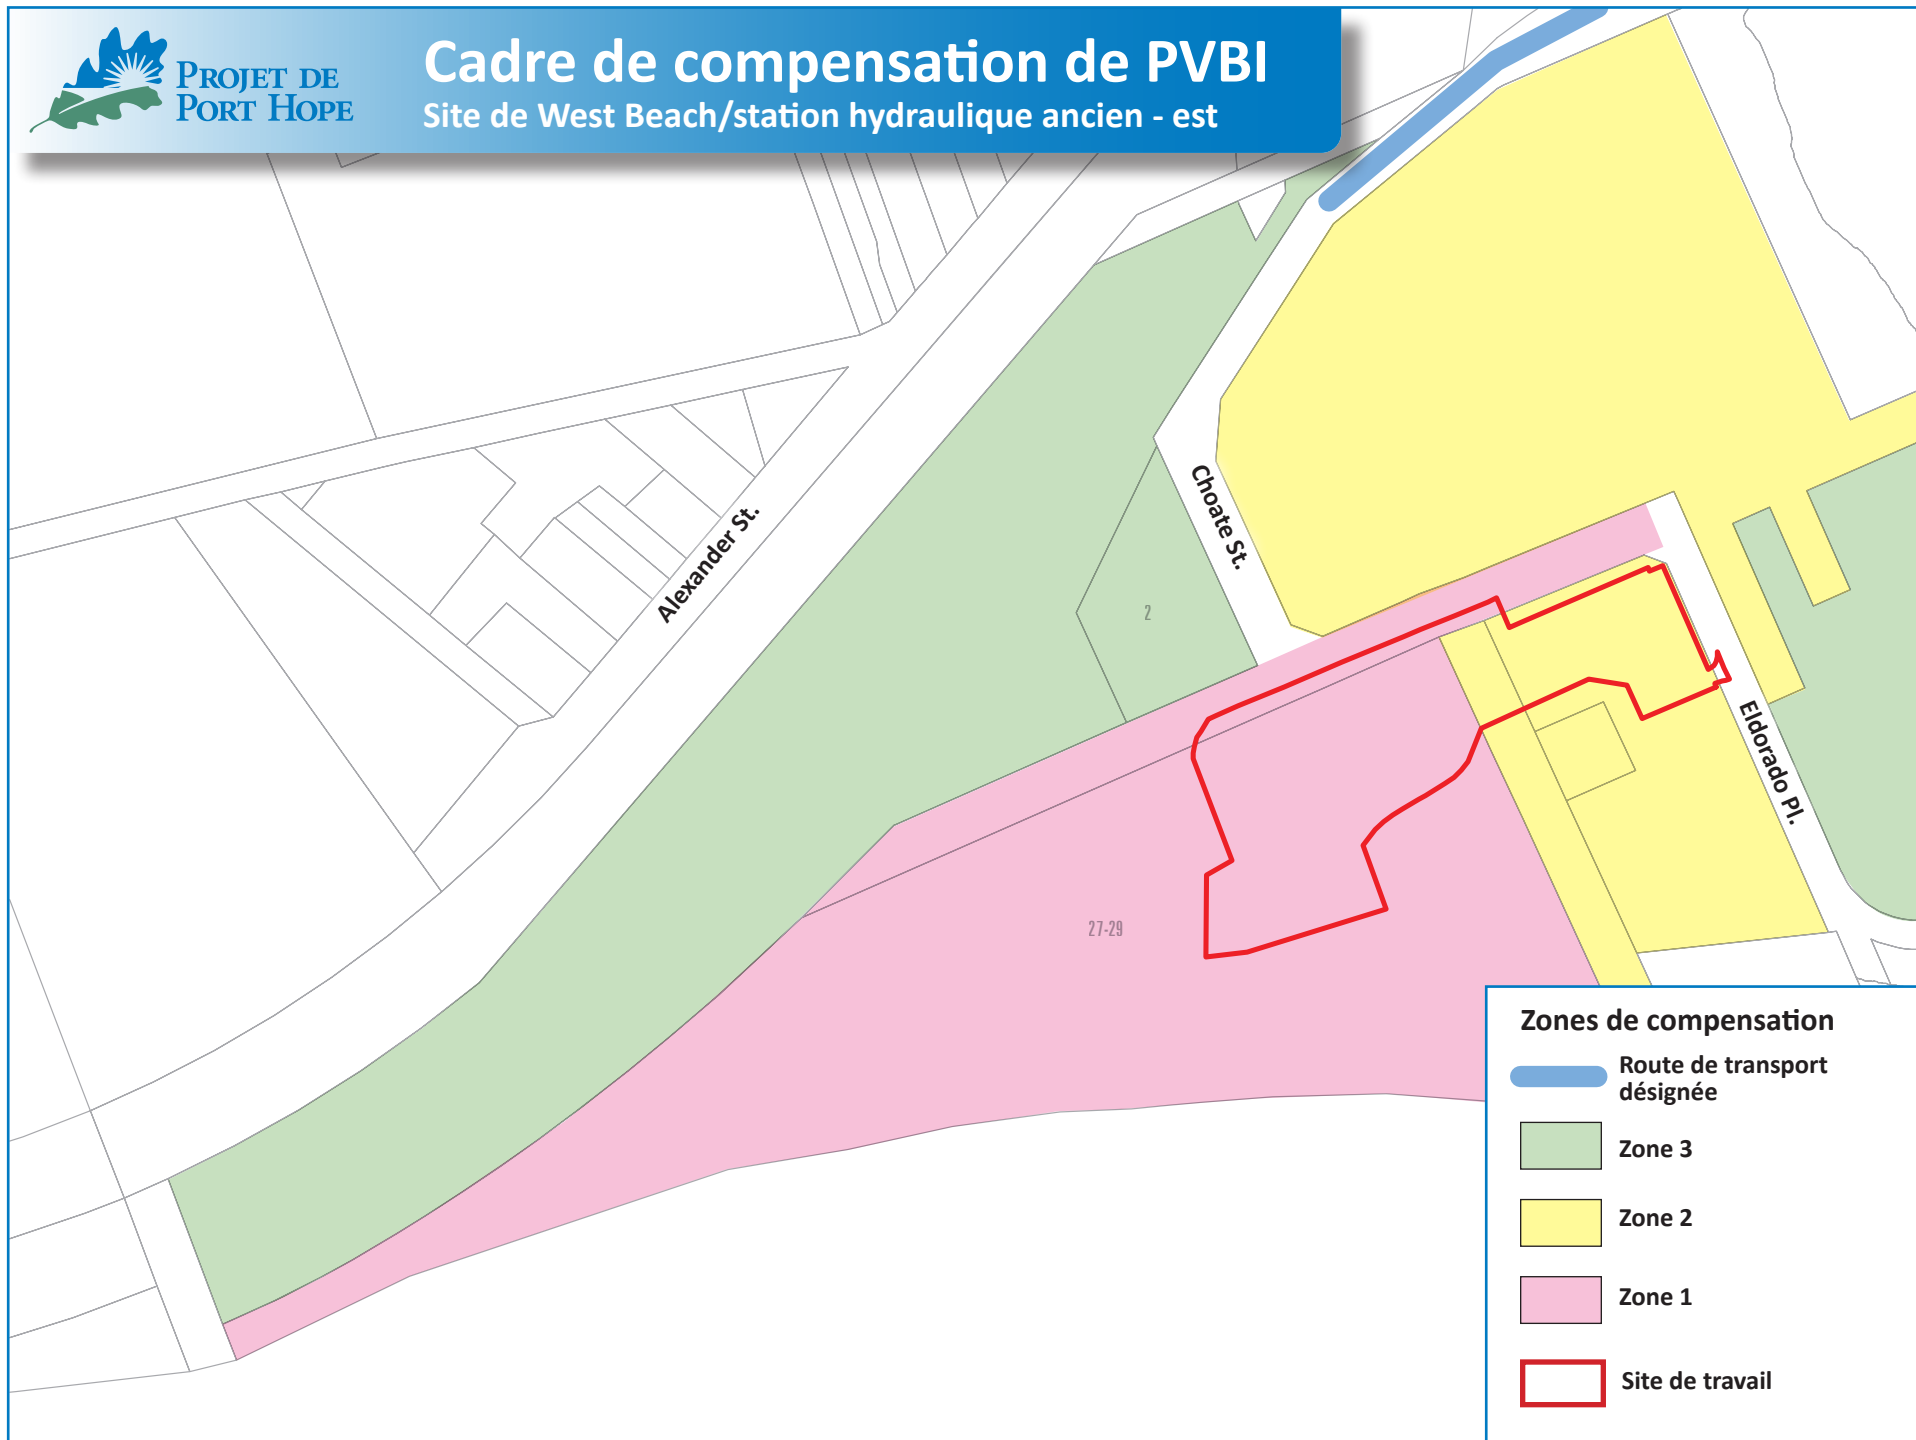 PROJET DE
PORT HOPE
Cadre de compensation de PVBI
Site de West Beach/station hydraulique ancien - est
Alexander St.
Choate St.
2
Eldorado Pl.
27-29
Zones de compensation
Route de transport
désignée
Zone 3
Zone 2
Zone 1
Site de travail